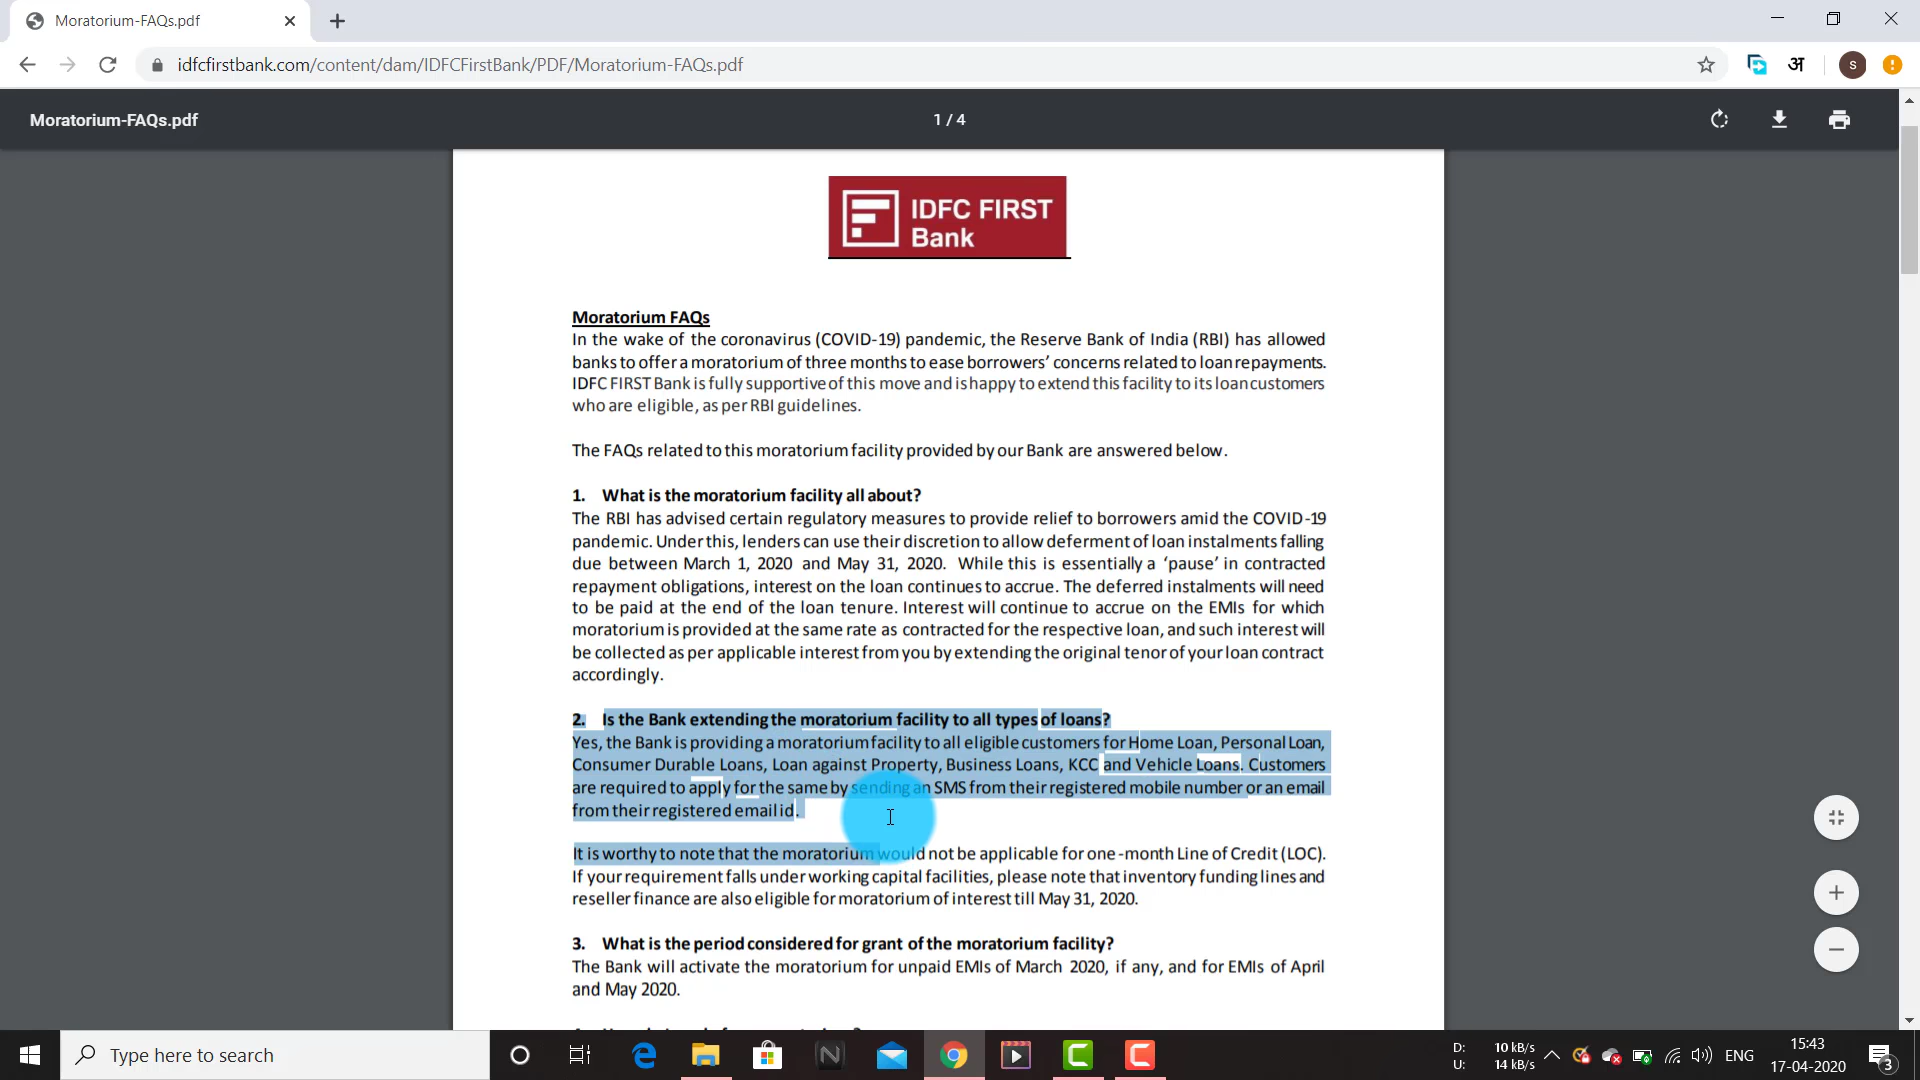 Moratorium-FAQs.pdf
idfcfirstbank.com/content/dam/IDFCFirstBank/PDF/Moratorium-FAQs.pdf
अ
s
Moratorium-FAQs.pdf
1 / 4
IDFC FIRST
Bank
Moratorium FAQs
In the wake of the coronavirus (COVID-19) pandemic, the Reserve Bank of India (RBI) has allowed
banks to offer a moratorium of three months to ease borrowers' concerns related to loan repayments.
IDFC FIRST Bank is fully supportive of this move and is happy to extend this facility to its loan customers
who are eligible, as per RBI guidelines.
The FAQs related to this moratorium facility provided by our Bank are answered below.
1. What is the moratorium facility all about?
The RBI has advised certain regulatory measures to provide relief to borrowers amid the COVID-19
pandemic. Under this, lenders can use their discretion to allow deferment of loan instalments falling
due between March 1, 2020 and May 31, 2020. While this is essentially a 'pause' in contracted
repayment obligations, interest on the loan continues to accrue. The deferred instalments will need
to be paid at the end of the loan tenure. Interest will continue to accrue on the EMIs for which
moratorium is provided at the same rate as contracted for the respective loan, and such interest will
be collected as per applicable interest from you by extending the original tenor of your loan contract
accordingly.
2. Is the Bank extending the moratorium facility to all types of loans?
Yes, the Bank is providing a moratorium facility to all eligible customers for Home Loan, Personal Loan,
Consumer Durable Loans, Loan against Property, Business Loans, KCC and Vehicle Loans. Customers
are required to apply for the same by sending an SMS from their registered mobile number or an email
from their registered email id.
It is worthy to note that the moratorium would not be applicable for one-month Line of Credit (LOC).
If your requirement falls under working capital facilities, please note that inventory funding lines and
reseller finance are also eligible for moratorium of interest till May 31, 2020.
3. What is the period considered for grant of the moratorium facility?
The Bank will activate the moratorium for unpaid EMIs of March 2020, if any, and for EMIs of April
and May 2020.
Type here to search
D: 10 kB/s
U: 14 kB/s
ENG
15:43
17-04-2020
3